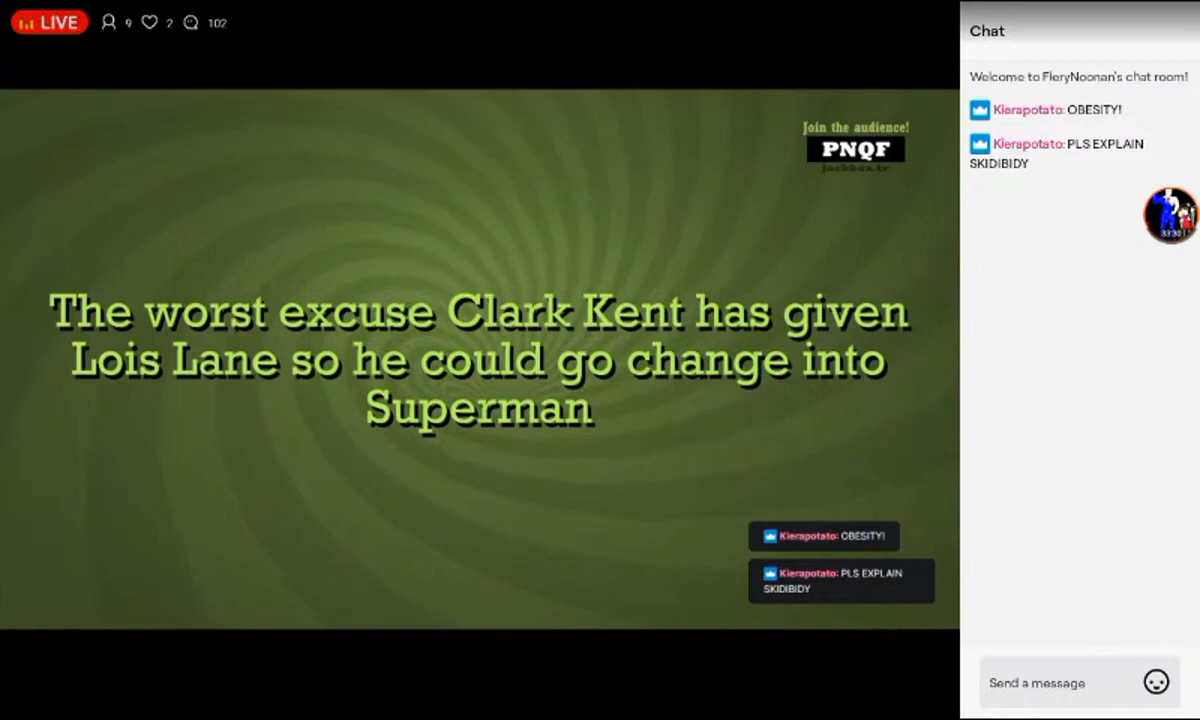 LIVE 9 2 102
Chat
Welcome to FieryNoonan's chat room!
Kierapotato: OBESITY!
Kierapotato: PLS EXPLAIN
SKIDIBIDY
Join the audience!
PNQF
jackbox.tv
The worst excuse Clark Kent has given
Lois Lane so he could go change into
Superman
Kierapotato: OBESITY!
Kierapotato: PLS EXPLAIN
SKIDIBIDY
Send a message